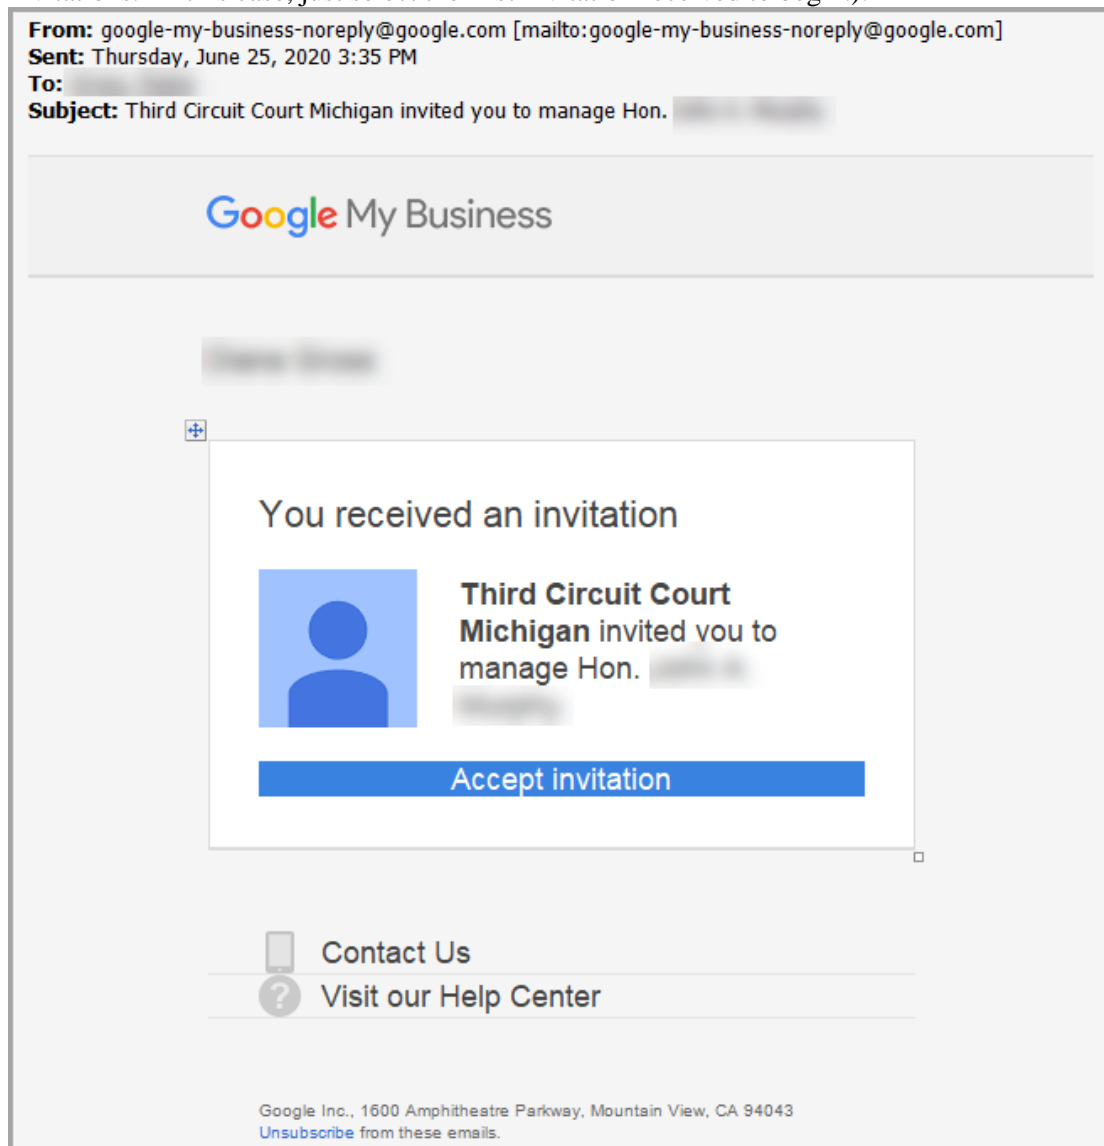 From: google-my-business-noreply@google.com [mailto:google-my-business-noreply@google.com]
Sent: Thursday, June 25, 2020 3:35 PM
To:
Subject: Third Circuit Court Michigan invited you to manage Hon.
Google My Business
You received an invitation
Third Circuit Court
Michigan invited you to
manage Hon.
Accept invitation
Contact Us
?
Visit our Help Center
Google Inc., 1600 Amphitheatre Parkway, Mountain View, CA 94043
Unsubscribe from these emails.